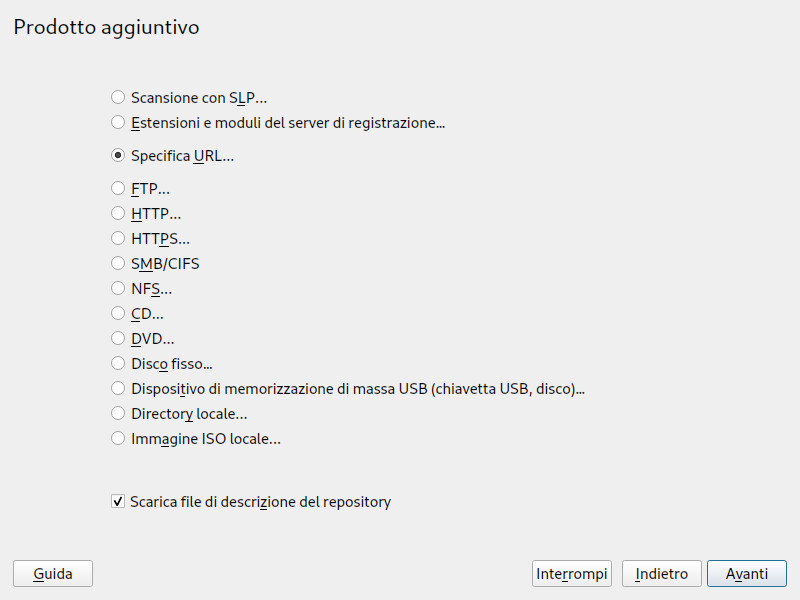 Prodotto aggiuntivo
Scansione con SLP...
Estensioni e moduli del server di registrazione...
Specifica URL...
FTP...
HTTP...
HTTPS...
SMB/CIFS
NFS...
CD...
DVD...
Disco fisso...
Dispositivo di memorizzazione di massa USB (chiavetta USB, disco)...
Directory locale...
Immagine ISO locale...
Scarica file di descrizione del repository
Guida Interrompi Indietro Avanti